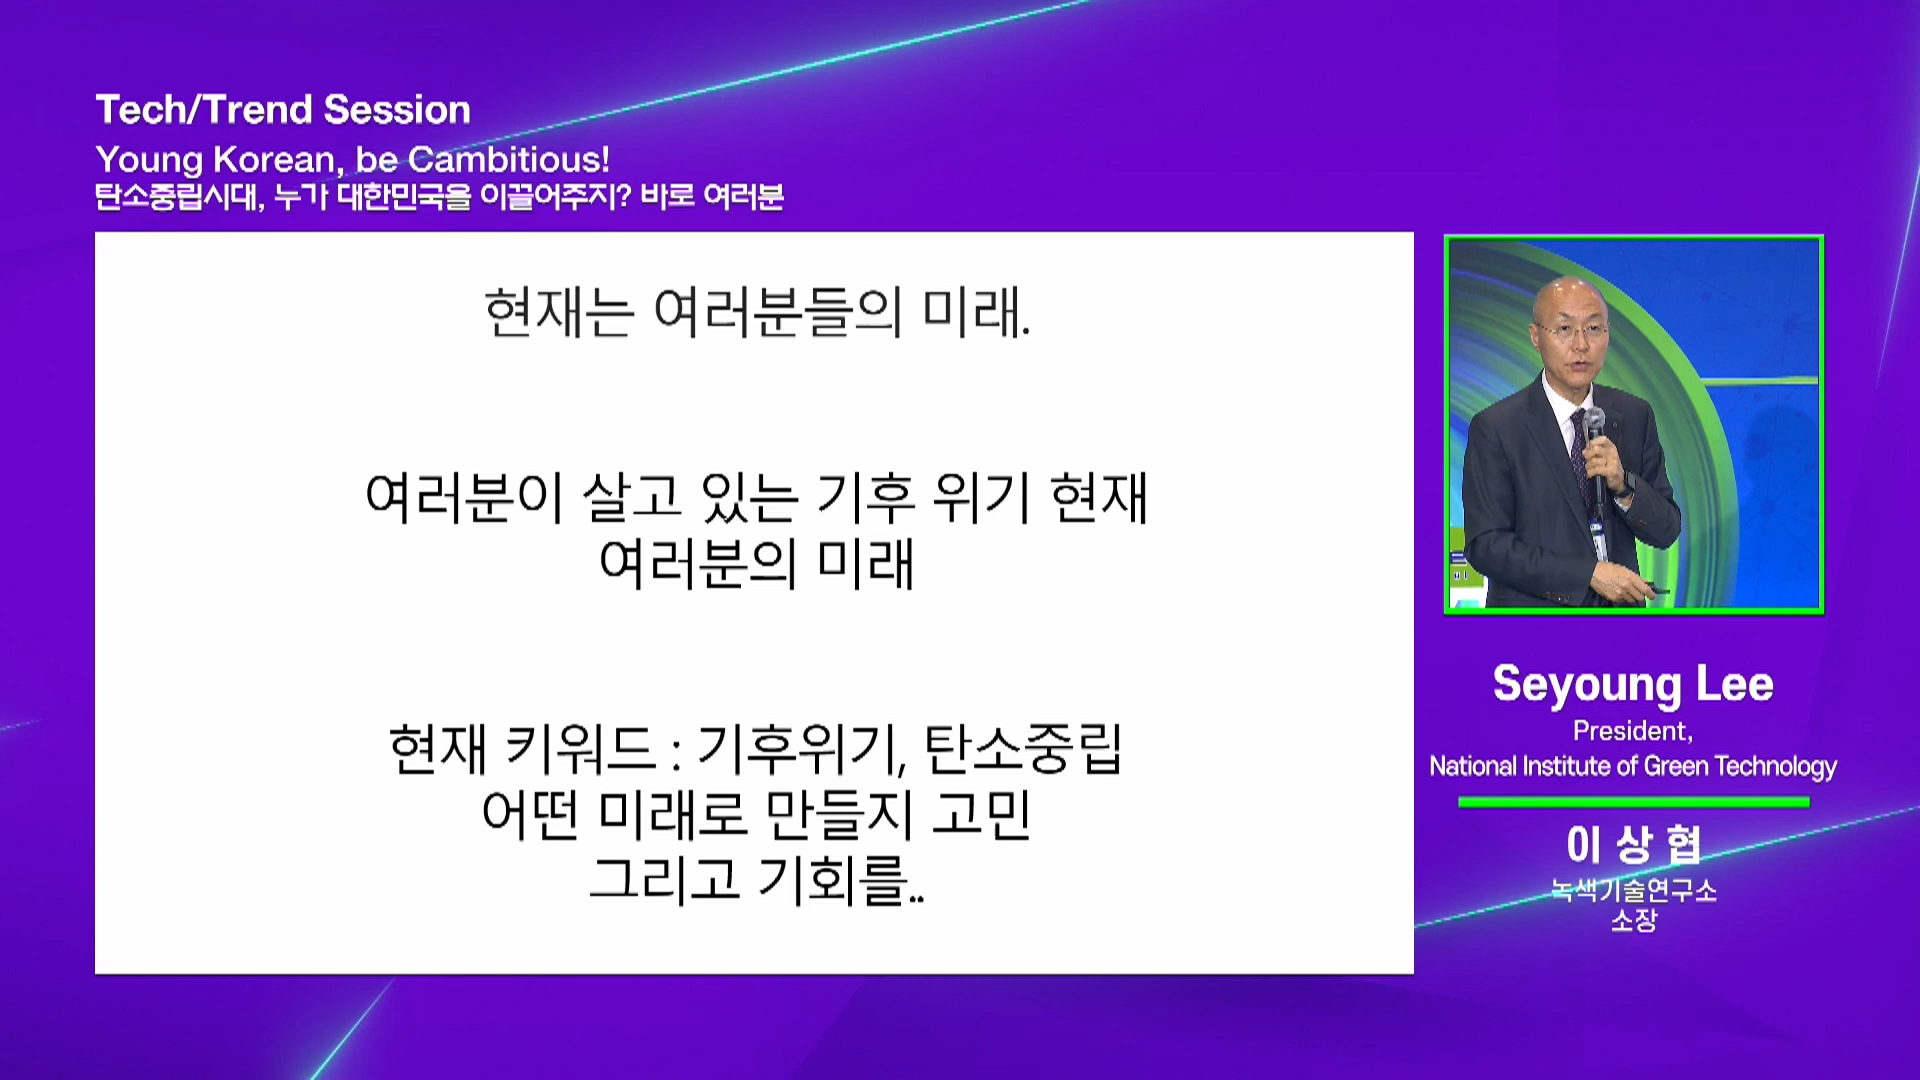 Tech/Trend Session
Young Korean, be Cambitious!
탄소중립시대, 누가 대한민국을 이끌어주지? 바로 여러분
현재는 여러분들의 미래.
여러분이 살고 있는 기후 위기 현재
여러분의 미래
현재 키워드 : 기후위기, 탄소중립
어떤 미래로 만들지 고민
그리고 기회를..
Seyoung Lee
President,
National Institute of Green Technology
이 상 협
녹색기술연구소
소장